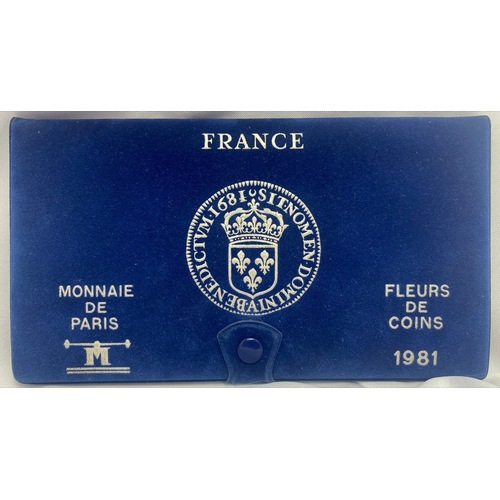 FRANCE
·1681·SIT·NOMEN·DOMINI·A·BENEDICTVM
MONNAIE
DE
PARIS
M
FLEURS
DE
COINS
1981